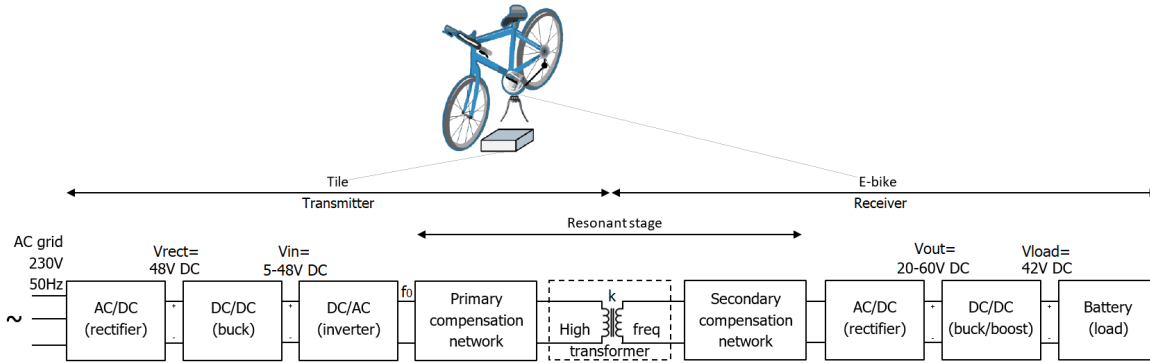 Tile
E-bike
Transmitter
Receiver
Resonant stage
AC grid
230V
50Hz
~
Vrect=
48V DC
Vin=
5-48V DC
Vout=
20-60V DC
Vload=
42V DC
AC/DC
(rectifier)
+
-
DC/DC
(buck)
+
-
DC/AC
(inverter)
f0
Primary
compensation
network
k
High freq
transformer
Secondary
compensation
network
AC/DC
(rectifier)
+
-
DC/DC
(buck/boost)
+
-
Battery
(load)